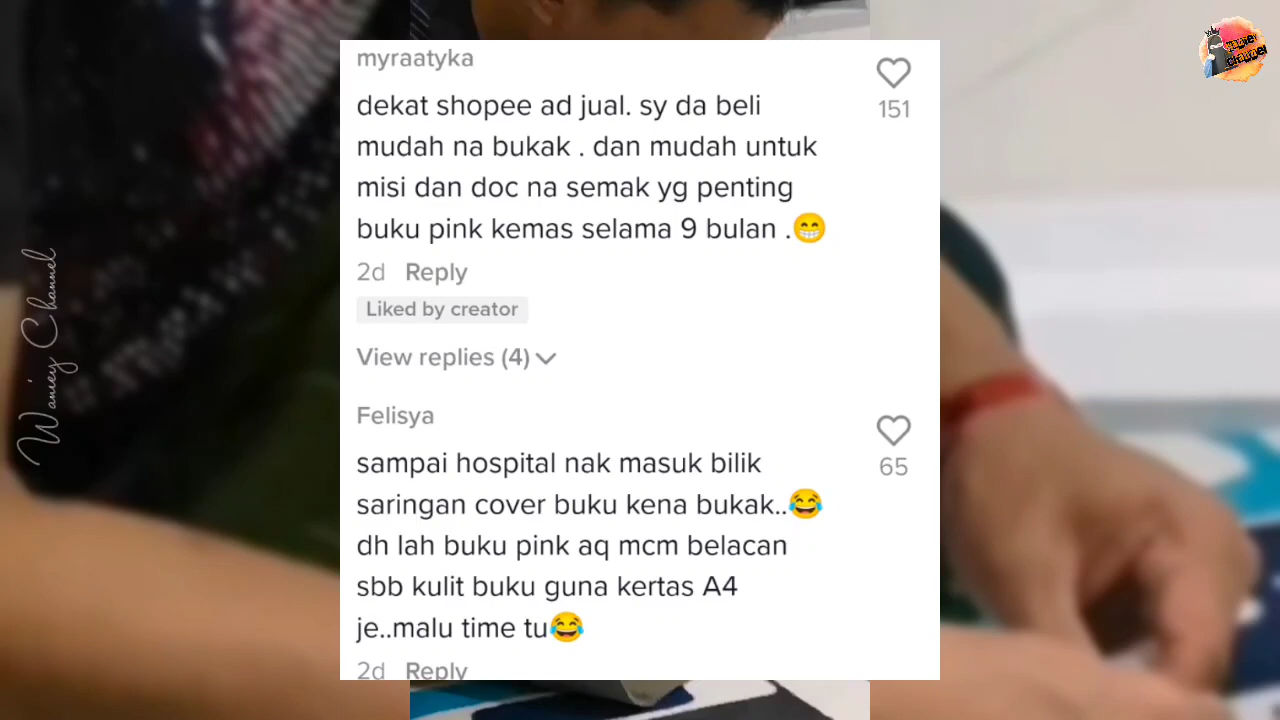 myraatyka
dekat shopee ad jual. sy da beli
mudah na bukak . dan mudah untuk
misi dan doc na semak yg penting
buku pink kemas selama 9 bulan .😁
151
2d Reply
Liked by creator
View replies (4)
Felisya
sampai hospital nak masuk bilik
saringan cover buku kena bukak..😂
dh lah buku pink aq mcm belacan
sbb kulit buku guna kertas A4
je..malu time tu😂
65
2d Reply
Waniey Channel